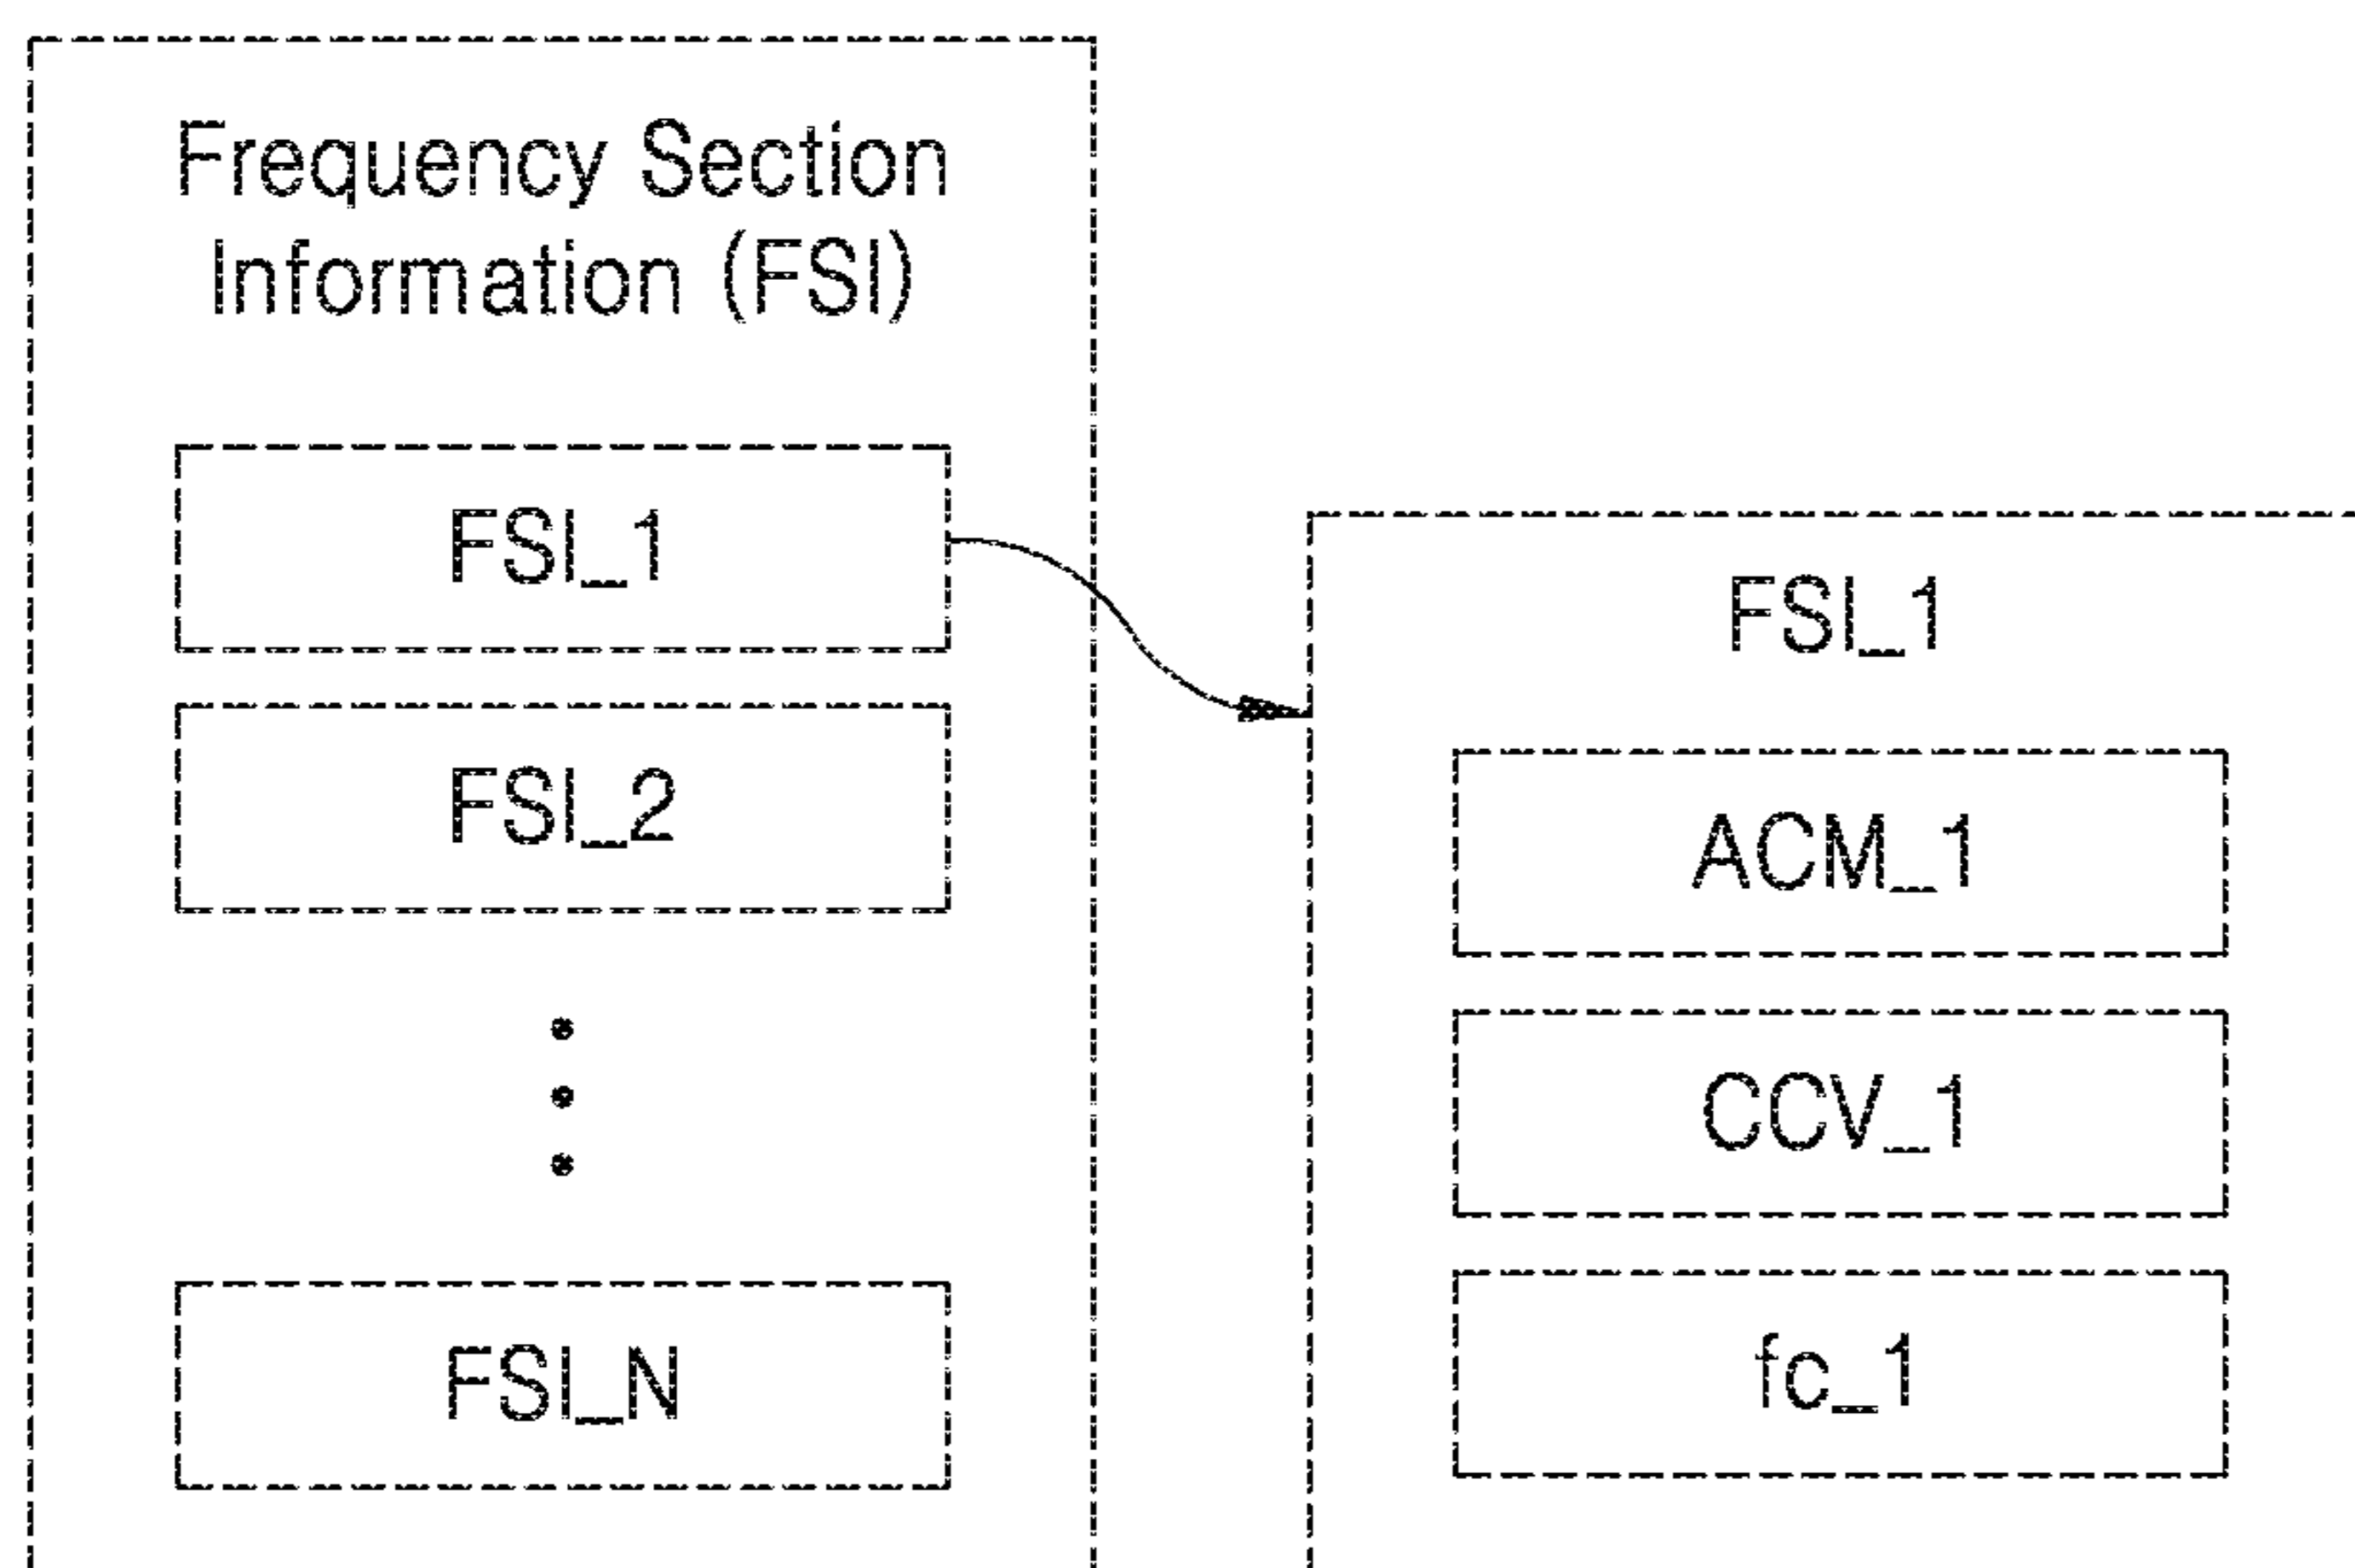 Frequency Section
Information (FSI)
FSI_1
FSI_2
FSI_N
FSI_1
ACM_1
CCV_1
fc_1